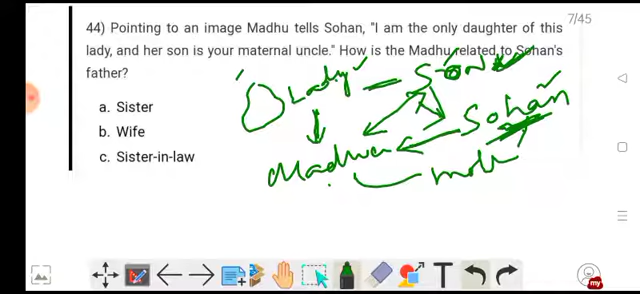 44) Pointing to an image Madhu tells Sohan, "I am the only daughter of this
lady, and her son is your maternal uncle." How is the Madhu related to Sohan's
father?
7/45
a. Sister
b. Wife
c. Sister-in-law
Lady
SON
Sohan
Madhu
T
my